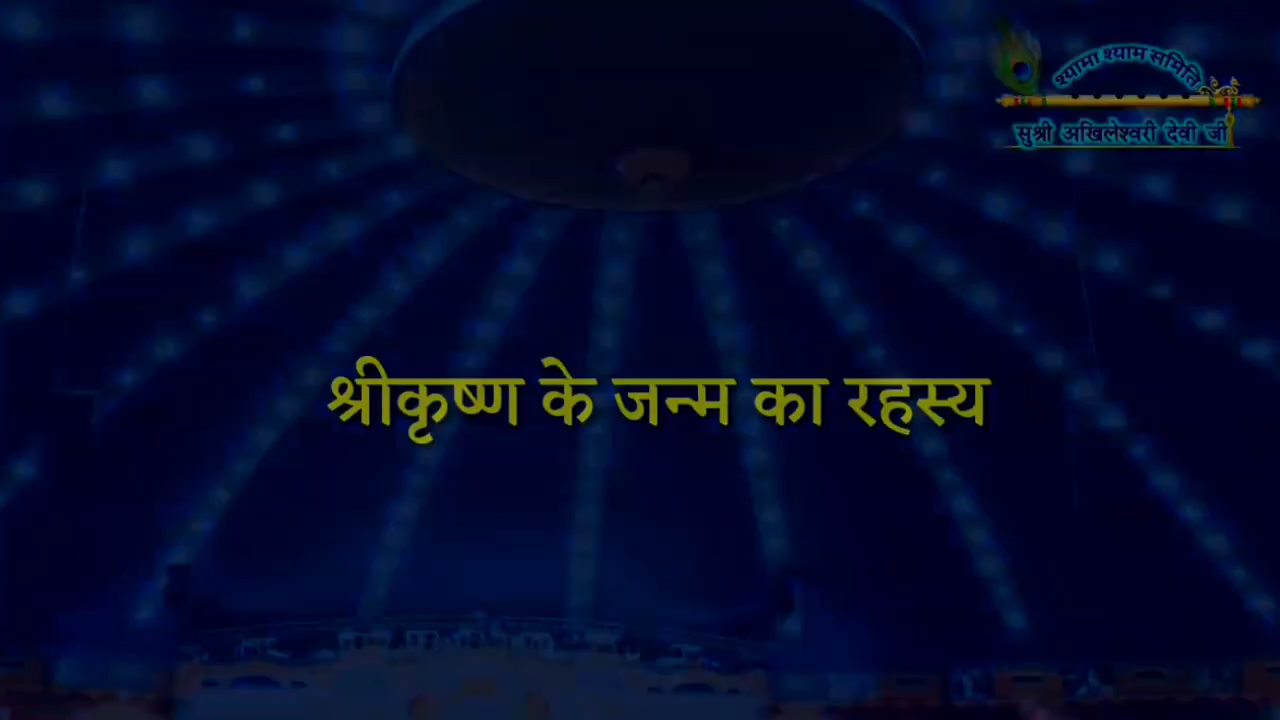 श्यामा श्याम समिति
सुश्री अखिलेश्वरी देवी जी
श्रीकृष्ण के जन्म का रहस्य